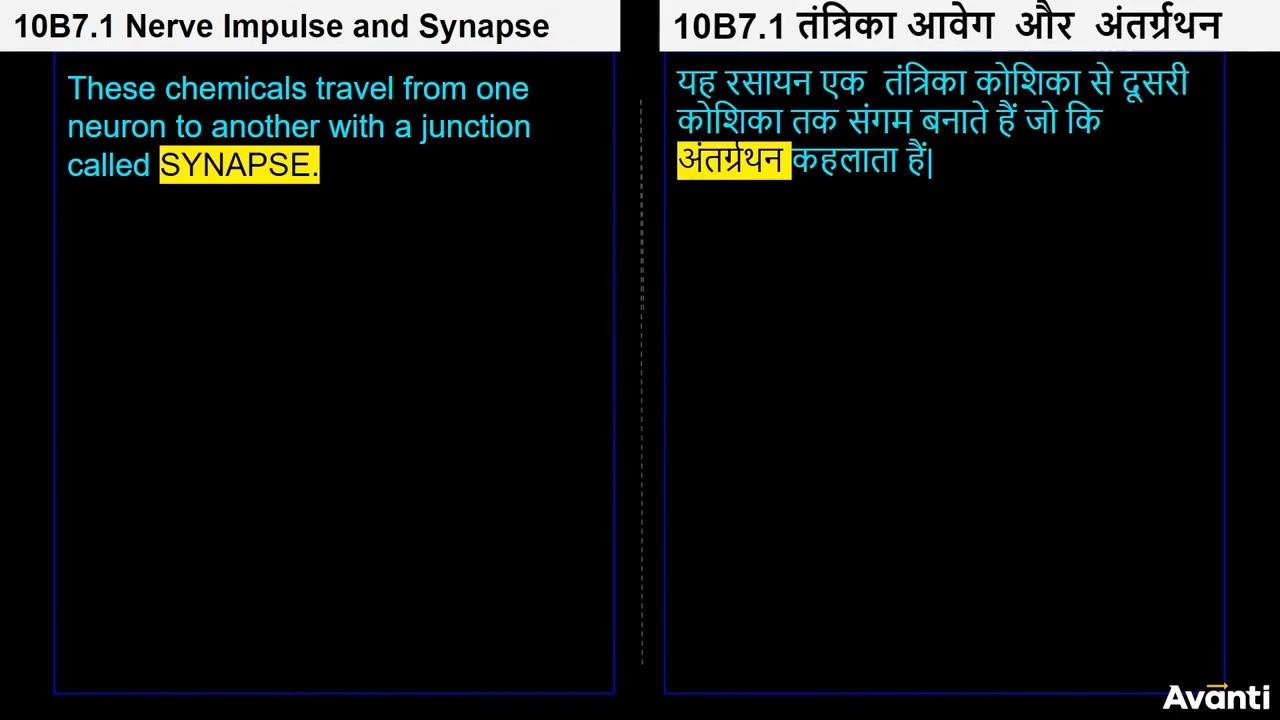 10B7.1 Nerve Impulse and Synapse
These chemicals travel from one
neuron to another with a junction
called SYNAPSE.
10B7.1 तंत्रिका आवेग और अंतर्ग्रथन
यह रसायन एक तंत्रिका कोशिका से दूसरी
कोशिका तक संगम बनाते हैं जो कि
अंतर्ग्रथन कहलाता हैं|
Avanti